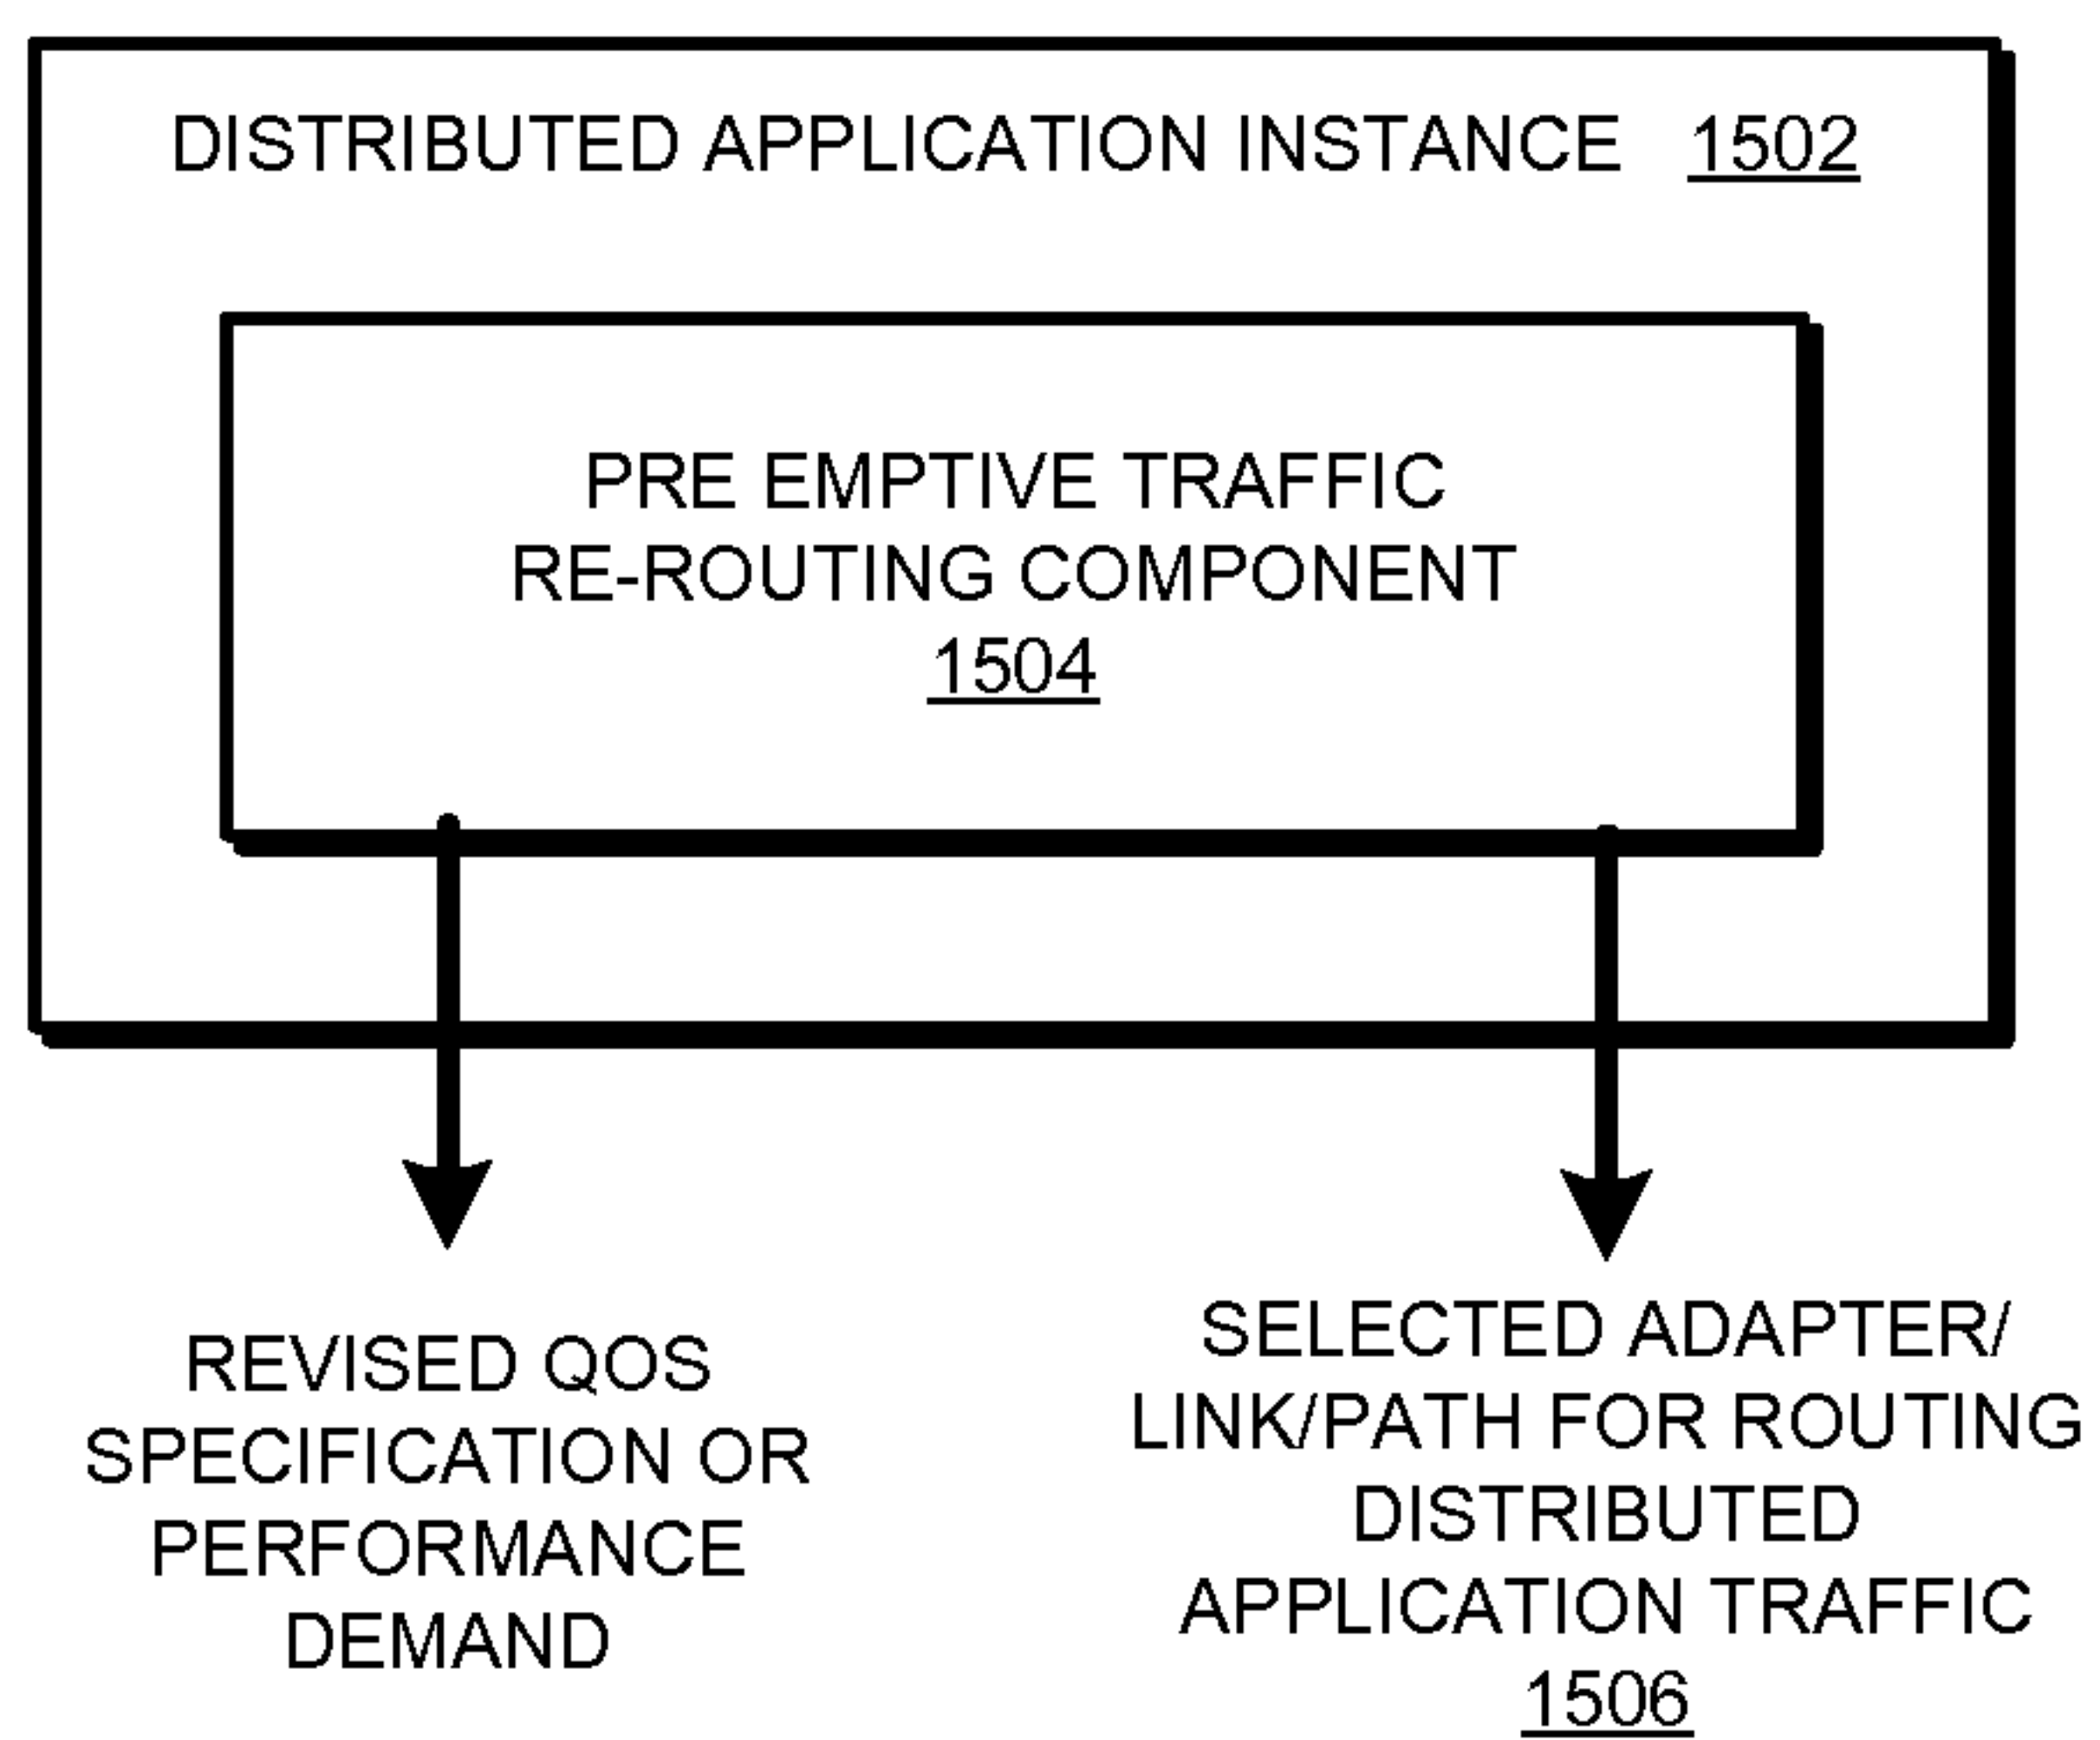 DISTRIBUTED APPLICATION INSTANCE 1502
PRE EMPTIVE TRAFFIC
RE-ROUTING COMPONENT
1504
REVISED QOS
SPECIFICATION OR
PERFORMANCE
DEMAND
SELECTED ADAPTER/
LINK/PATH FOR ROUTING
DISTRIBUTED
APPLICATION TRAFFIC
1506